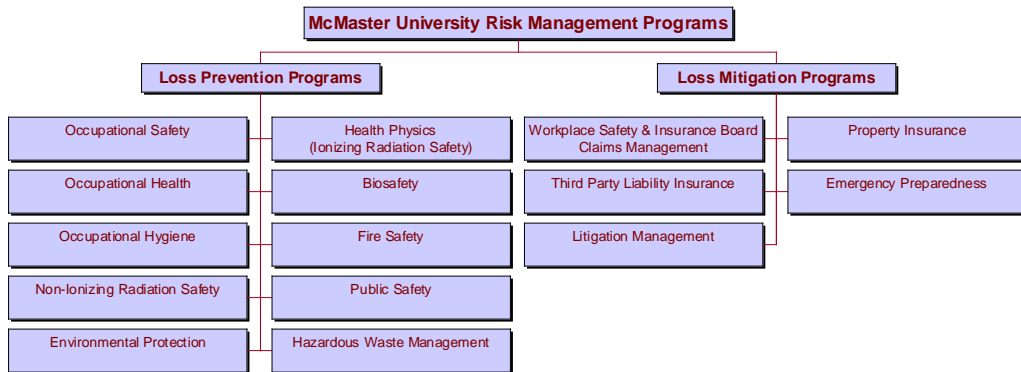 McMaster University Risk Management Programs
Loss Prevention Programs
Loss Mitigation Programs
Occupational Safety
Health Physics
(Ionizing Radiation Safety)
Workplace Safety & Insurance Board
Claims Management
Property Insurance
Occupational Health
Biosafety
Third Party Liability Insurance
Emergency Preparedness
Occupational Hygiene
Fire Safety
Litigation Management
Non-Ionizing Radiation Safety
Public Safety
Environmental Protection
Hazardous Waste Management